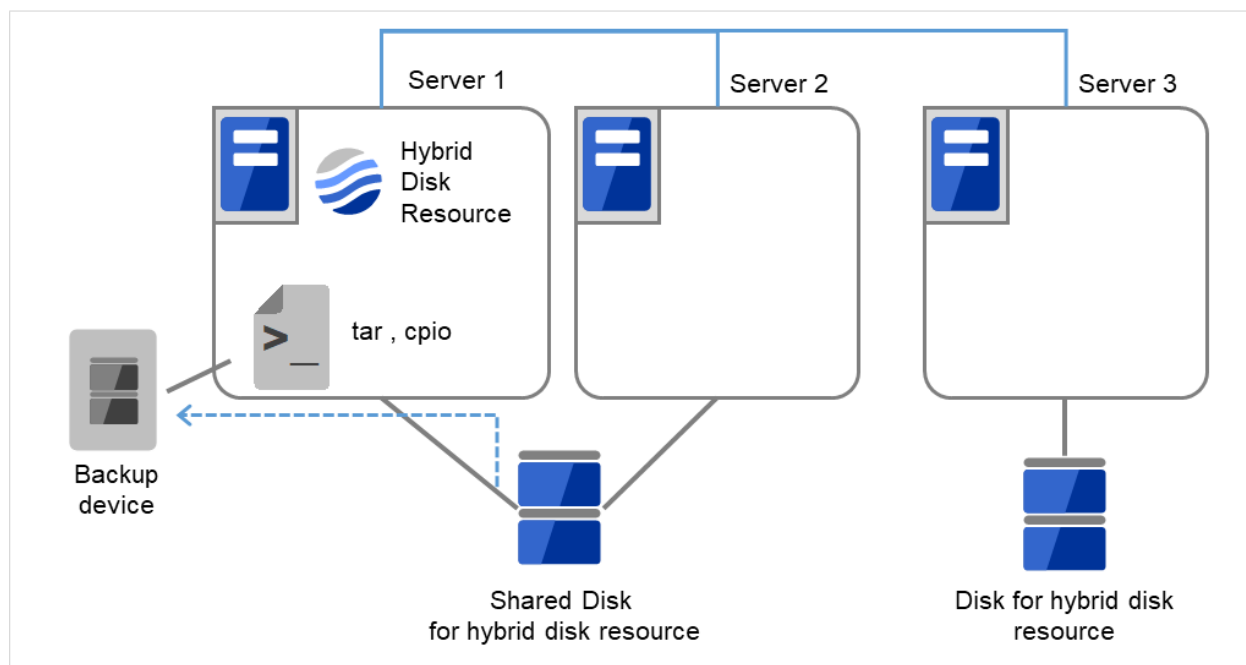 Server 1
Server 2
Server 3
Hybrid
Disk
Resource
>_
tar , cpio
Backup
device
Shared Disk
for hybrid disk resource
Disk for hybrid disk
resource